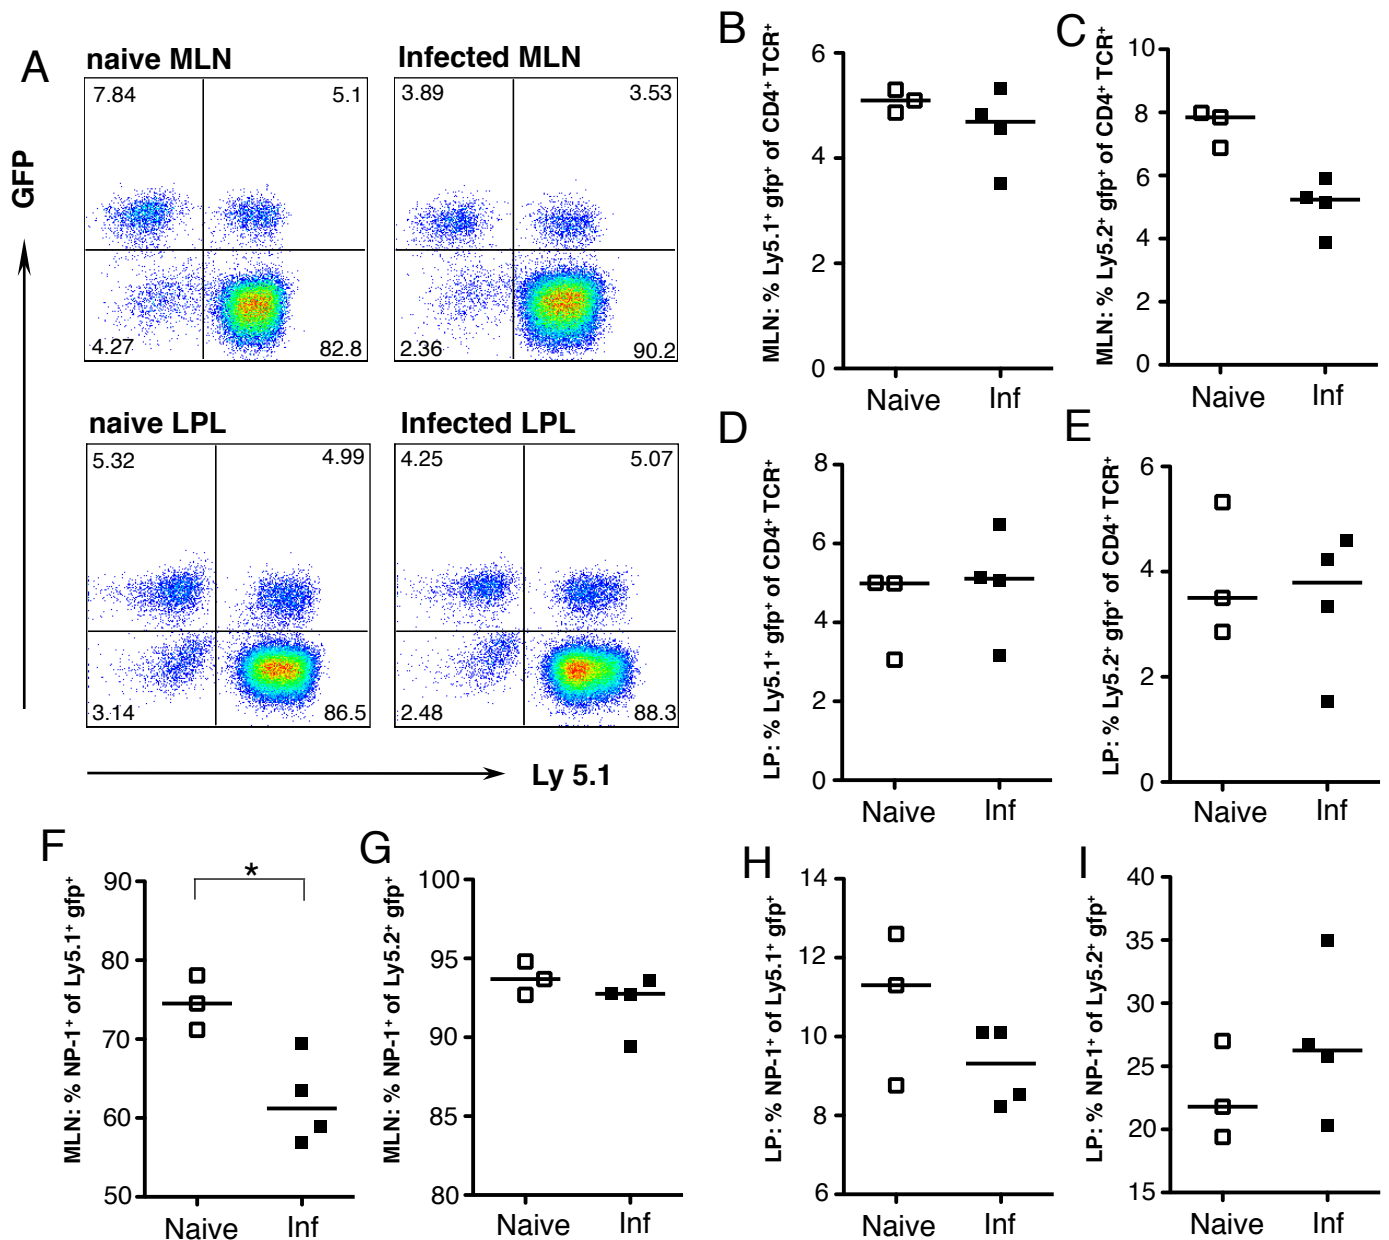 A
naive MLN
7.84
5.1
4.27
82.8
Infected MLN
3.89
3.53
2.36
90.2
GFP
naive LPL
5.32
4.99
3.14
86.5
Infected LPL
4.25
5.07
2.48
88.3
Ly 5.1
B
MLN: % Ly5.1⁺ gfp⁺ of CD4⁺ TCR⁺
6
4
2
0
Naive
Inf
C
MLN: % Ly5.2⁺ gfp⁺ of CD4⁺ TCR⁺
10
8
6
4
2
0
Naive
Inf
D
LP: % Ly5.1⁺ gfp⁺ of CD4⁺ TCR⁺
8
6
4
2
0
Naive
Inf
E
LP: % Ly5.2⁺ gfp⁺ of CD4⁺ TCR⁺
6
4
2
0
Naive
Inf
F
MLN: % NP-1⁺ of Ly5.1⁺ gfp⁺
90
80
70
60
50
*
Naive
Inf
G
MLN: % NP-1⁺ of Ly5.2⁺ gfp⁺
100
95
90
85
80
Naive
Inf
H
LP: % NP-1⁺ of Ly5.1⁺ gfp⁺
14
12
10
8
6
Naive
Inf
I
LP: % NP-1⁺ of Ly5.2⁺ gfp⁺
40
35
30
25
20
15
Naive
Inf